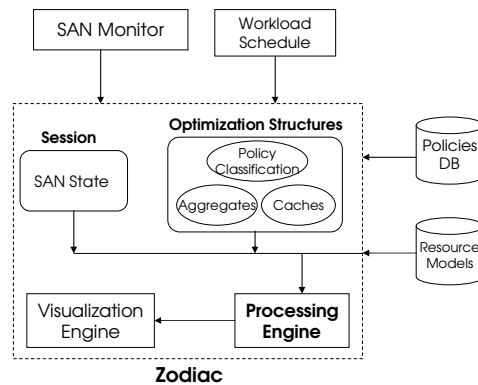 SAN Monitor
Workload
Schedule
Session
Optimization Structures
SAN State
Policy
Classification
Aggregates
Caches
Policies
DB
Resource
Models
Visualization
Engine
Processing
Engine
Zodiac